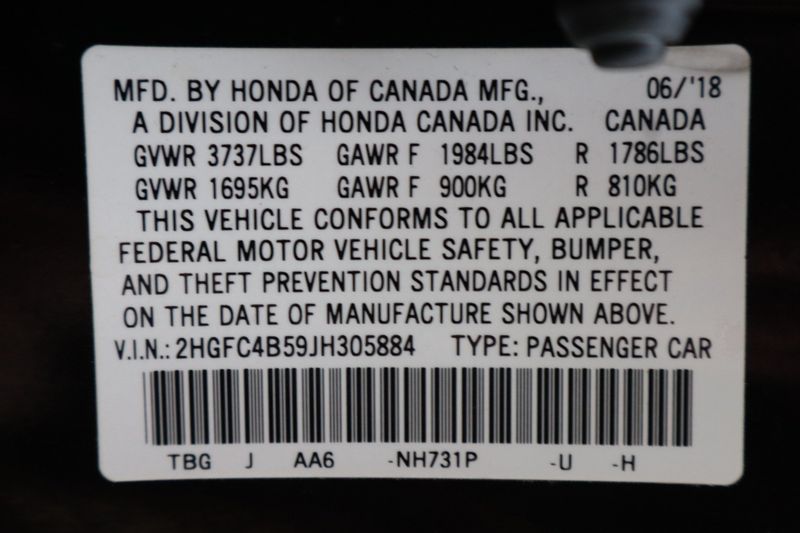 MFD. BY HONDA OF CANADA MFG., 06/'18
A DIVISION OF HONDA CANADA INC. CANADA
GVWR 3737LBS GAWR F 1984LBS R 1786LBS
GVWR 1695KG GAWR F 900KG R 810KG
THIS VEHICLE CONFORMS TO ALL APPLICABLE
FEDERAL MOTOR VEHICLE SAFETY, BUMPER,
AND THEFT PREVENTION STANDARDS IN EFFECT
ON THE DATE OF MANUFACTURE SHOWN ABOVE.
V.I.N.: 2HGFC4B59JH305884 TYPE: PASSENGER CAR
TBG J AA6 -NH731P -U -H